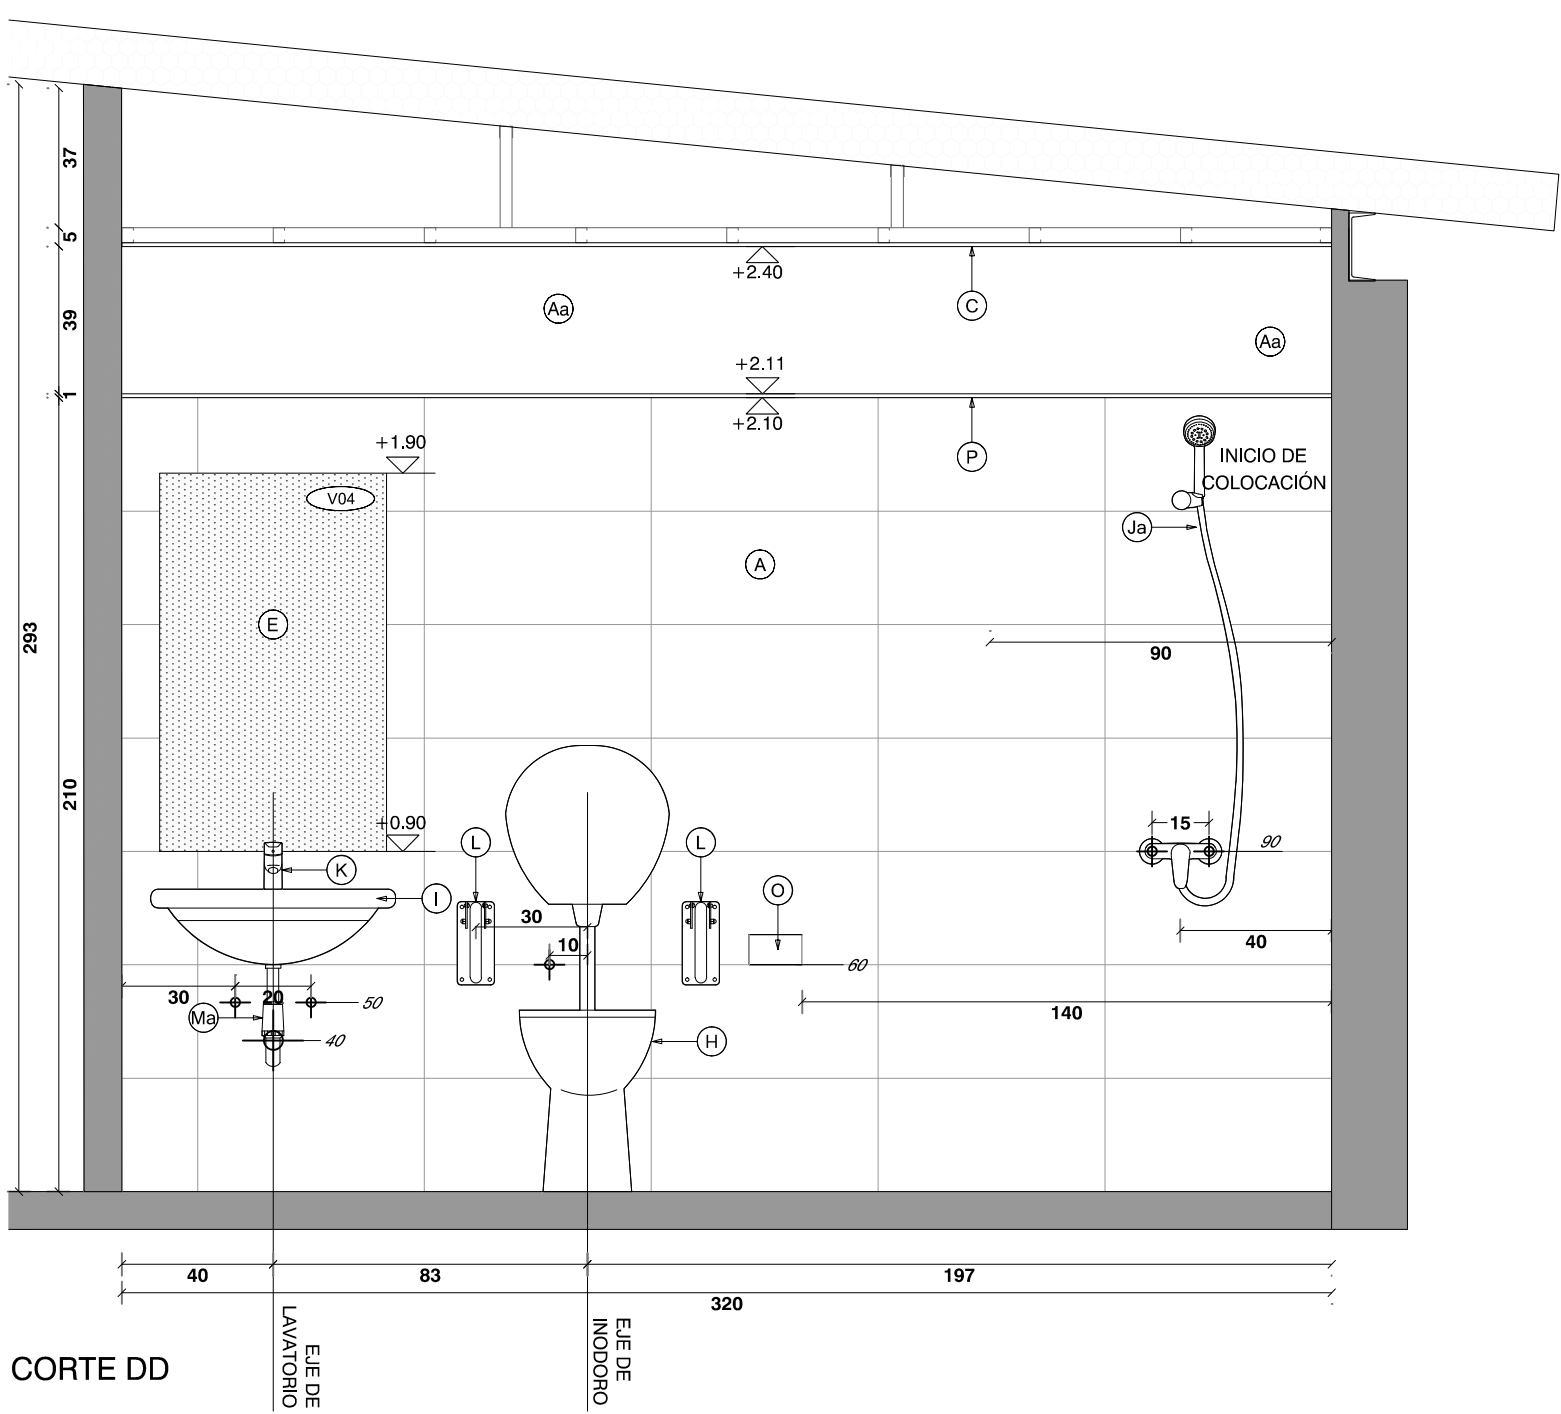 37
5
+2.40
C
Aa
39
Aa
+2.11
1
+2.10
P
+1.90
INICIO DE
COLOCACIÓN
V04
Ja
A
E
293
90
210
+0.90
15
90
L
L
K
O
I
30
10
40
60
30
20
50
140
Ma
40
H
40
83
197
320
EJE DE
LAVATORIO
EJE DE
INODORO
CORTE DD